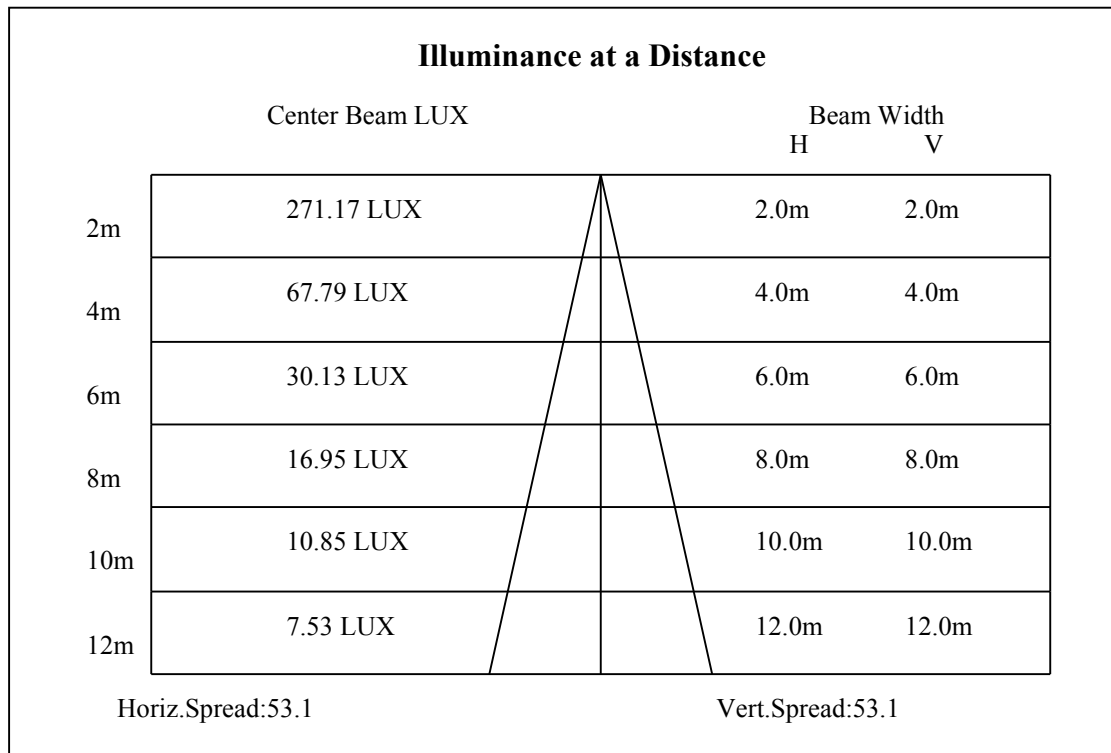 Illuminance at a Distance
Center Beam LUX Beam Width
H V
2m 271.17 LUX 2.0m 2.0m
4m 67.79 LUX 4.0m 4.0m
6m 30.13 LUX 6.0m 6.0m
8m 16.95 LUX 8.0m 8.0m
10m 10.85 LUX 10.0m 10.0m
12m 7.53 LUX 12.0m 12.0m
Horiz.Spread:53.1 Vert.Spread:53.1